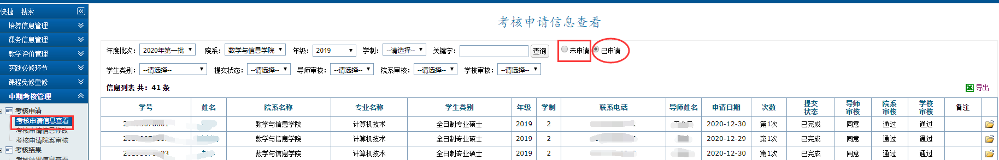 快捷 搜索
培养信息管理
课务信息管理
教学评价管理
实践必修环节
课程免修重修
中期考核管理
考核申请
考核申请信息查看
考核申请信息修改
考核申请院系审核
考核结果
考核结果信息查看
考核申请信息查看
年度批次： 2020年第一批 院系： 数学与信息学院 年级： 2019 学制： --请选择-- 关键字： 查询 未申请 已申请
学生类别： --请选择-- 提交状态： --请选择-- 导师审核： --请选择-- 院系审核： --请选择-- 学校审核： --请选择--
信息列表 共：41 条 导出
学号 姓名 院系名称 专业名称 学生类别 年级 学制 联系电话 导师姓名 申请日期 次数 提交状态 导师审核 院系审核 学校审核 备注
数学与信息学院 计算机技术 全日制专业硕士 2019 2 2020-12-30 第1次 已完成 同意 通过 通过
数学与信息学院 计算机技术 全日制专业硕士 2019 2 2020-12-29 第1次 已完成 同意 通过 通过
数学与信息学院 计算机技术 全日制专业硕士 2019 2 2020-12-30 第1次 已完成 同意 通过 通过